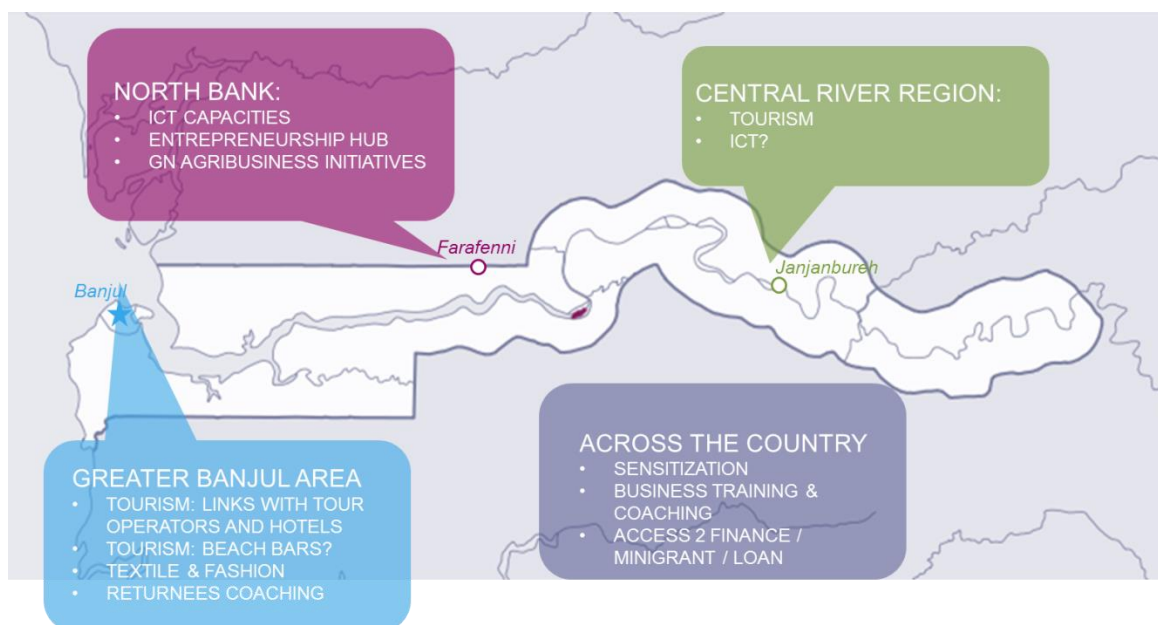 NORTH BANK:
• ICT CAPACITIES
• ENTREPRENEURSHIP HUB
• GN AGRIBUSINESS INITIATIVES
CENTRAL RIVER REGION:
• TOURISM
• ICT?
Farafenni
Janjanbureh
Banjul
GREATER BANJUL AREA
• TOURISM: LINKS WITH TOUR
OPERATORS AND HOTELS
• TOURISM: BEACH BARS?
• TEXTILE & FASHION
• RETURNEES COACHING
ACROSS THE COUNTRY
• SENSITIZATION
• BUSINESS TRAINING &
COACHING
• ACCESS 2 FINANCE /
MINIGRANT / LOAN